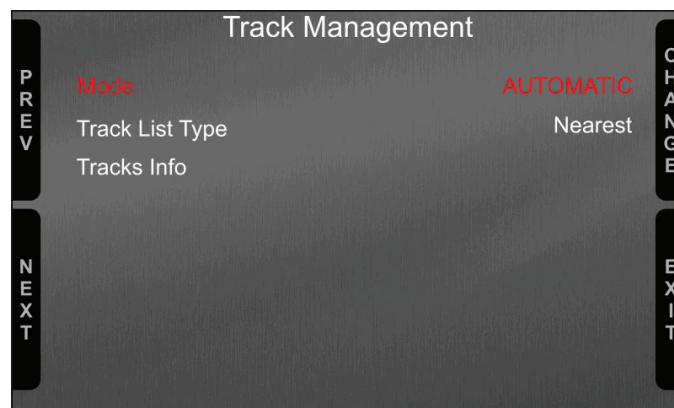 Track Management
PREV
CHANGE
Mode AUTOMATIC
Track List Type Nearest
Tracks Info
NEXT
EXIT